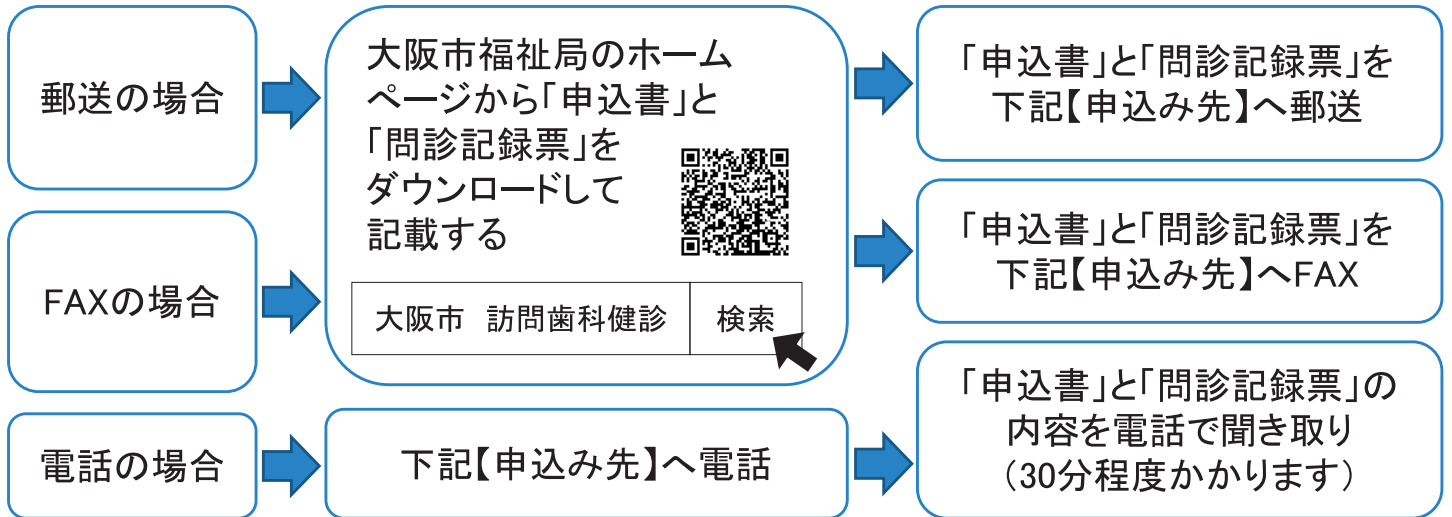 郵送の場合
大阪市福祉局のホーム
ページから「申込書」と
「問診記録票」を
ダウンロードして
記載する
大阪市 訪問歯科健診
検索
「申込書」と「問診記録票」を
下記【申込み先】へ郵送
FAXの場合
「申込書」と「問診記録票」を
下記【申込み先】へFAX
電話の場合
下記【申込み先】へ電話
「申込書」と「問診記録票」の
内容を電話で聞き取り
(30分程度かかります)